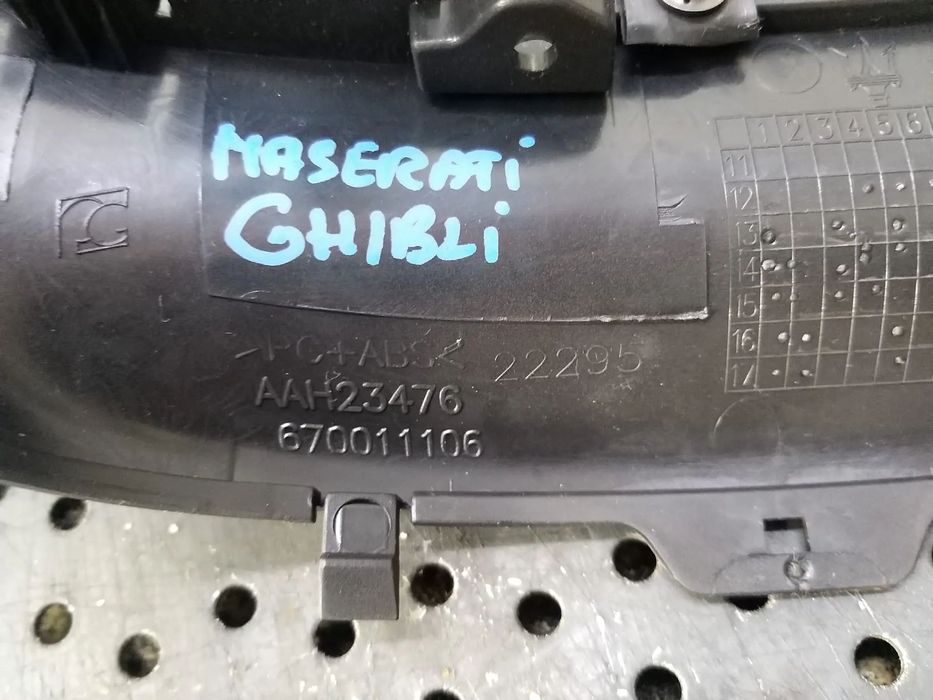 MASERATi
GHIBLi
>PC+ABS< 22295
AAH23476
670011106
1 2 3 4 5 6
11
12
13
14
15
16
17